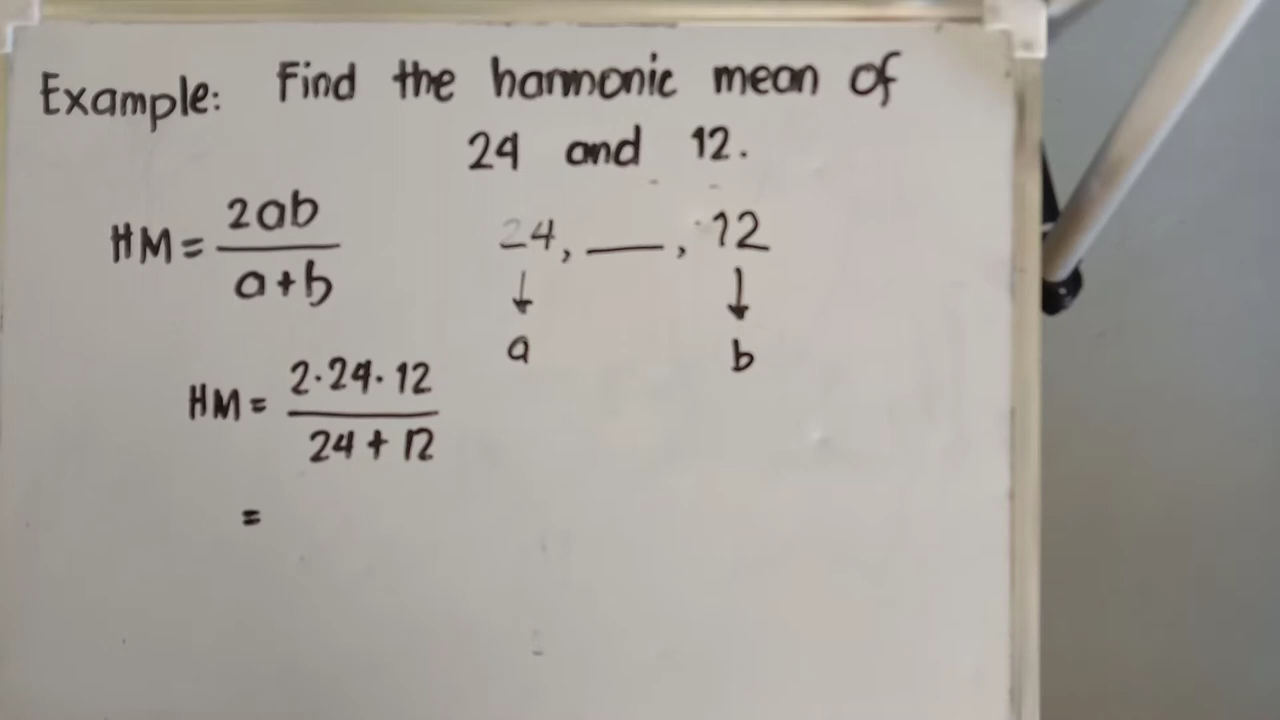 Example: Find the harmonic mean of
24 and 12.
HM = 2ab / a+b
24, ___, 12
↓ ↓
a b
HM = 2·24·12 / 24 + 12
=